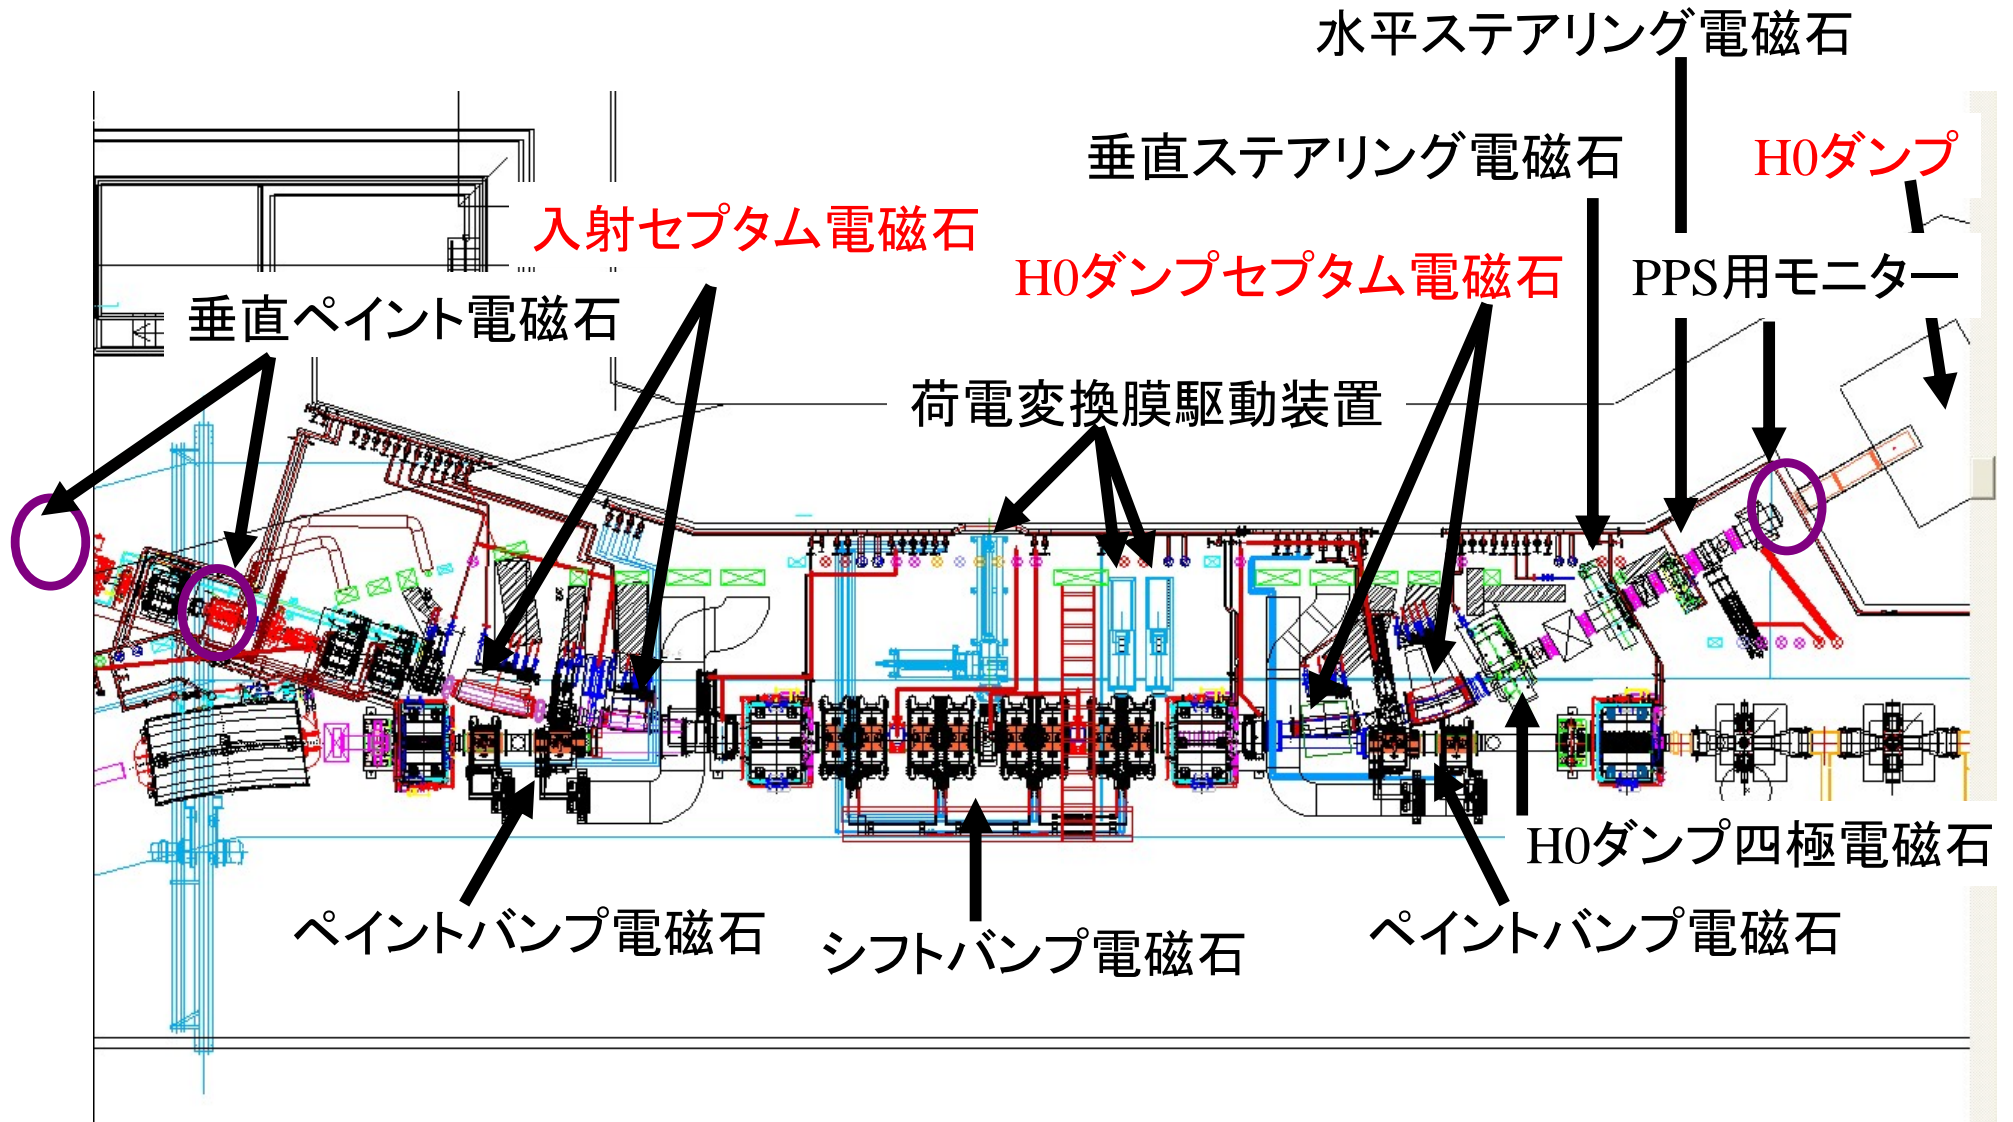 水平ステアリング電磁石
垂直ステアリング電磁石
H0ダンプ
入射セプタム電磁石
H0ダンプセプタム電磁石
PPS用モニター
垂直ペイント電磁石
荷電変換膜駆動装置
H0ダンプ四極電磁石
ペイントバンプ電磁石
シフトバンプ電磁石
ペイントバンプ電磁石